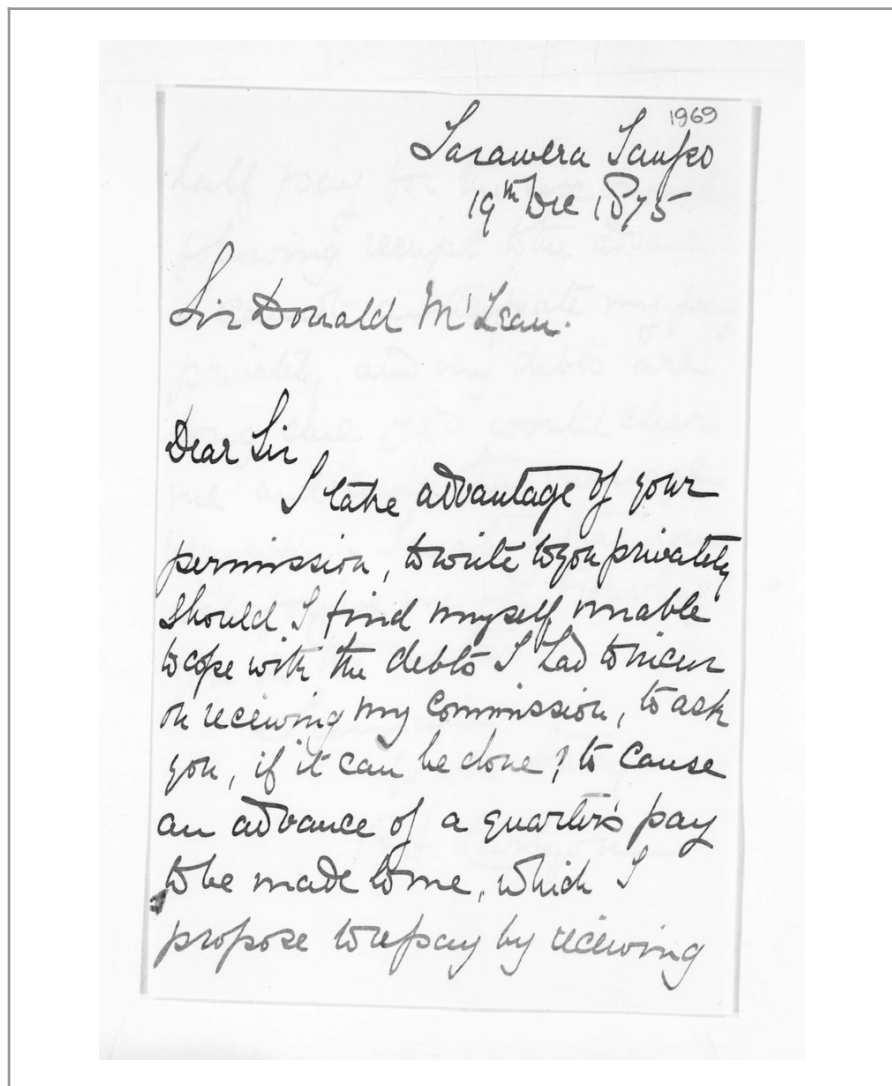 1969
Tarawera Taupo
19th Dec 1875
Sir Donald McLean.
Dear Sir
I take advantage of your
permission, to write to you privately
should I find myself unable
to cope with the debts I had to incur
on receiving my Commission, to ask
you, if it can be done, to cause
an advance of a quarter's pay
to be made to me, which I
propose to repay by receiving